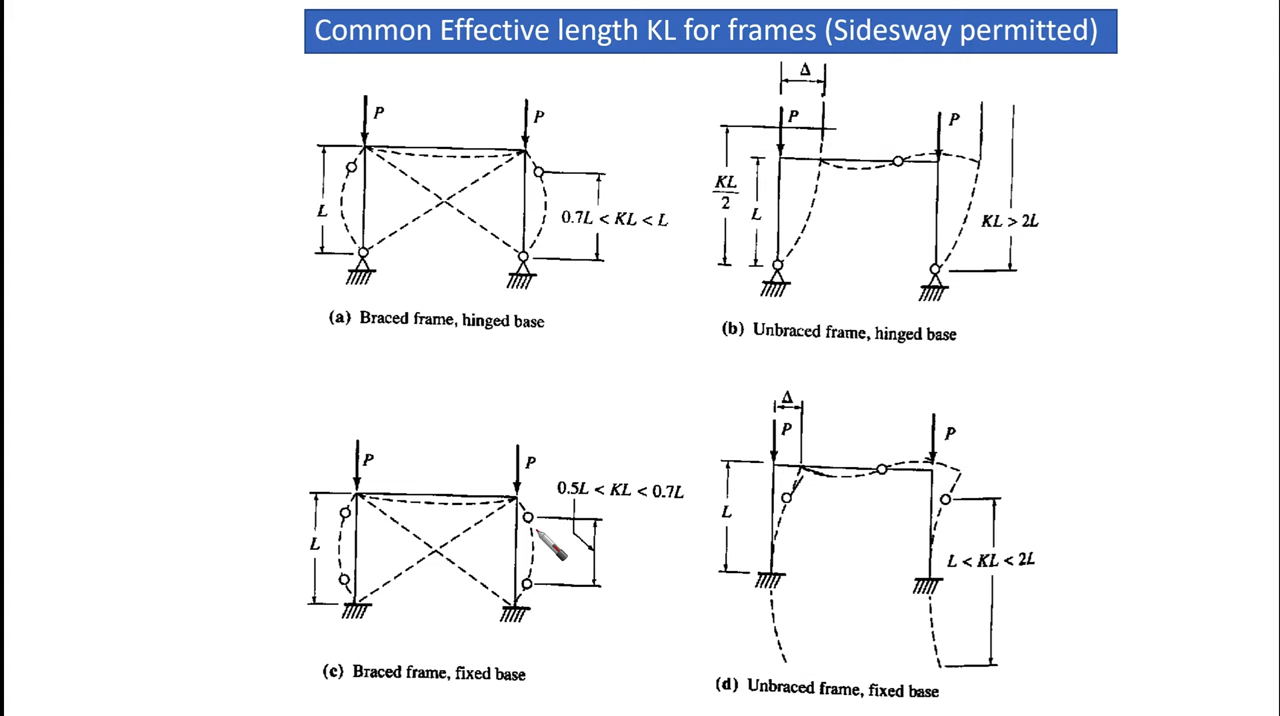 Common Effective length KL for frames (Sidesway permitted)
P
P
L
0.7L < KL < L
(a) Braced frame, hinged base
Δ
P
P
KL
2
L
KL > 2L
(b) Unbraced frame, hinged base
P
P
L
0.5L < KL < 0.7L
(c) Braced frame, fixed base
Δ
P
P
L
L < KL < 2L
(d) Unbraced frame, fixed base